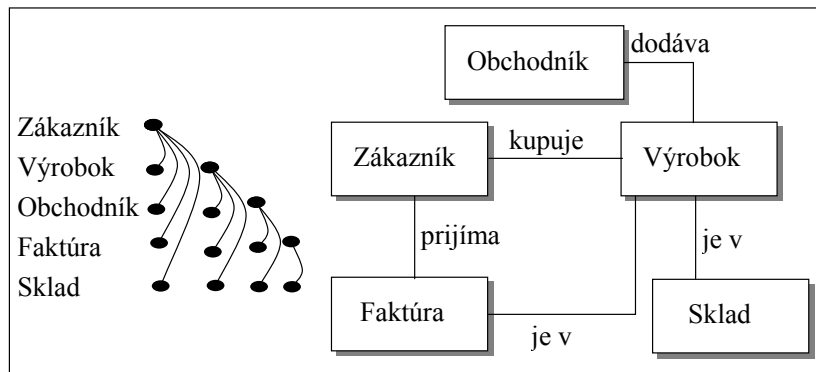 Zákazník
Výrobok
Obchodník
Faktúra
Sklad
Obchodník
dodáva
Zákazník
kupuje
Výrobok
prijíma
je v
Faktúra
je v
Sklad